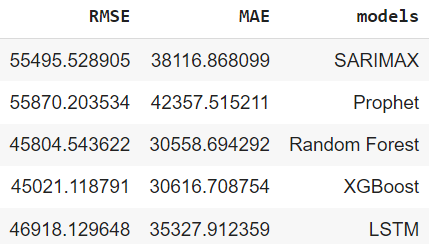 RMSE MAE models
55495.528905 38116.868099 SARIMAX
55870.203534 42357.515211 Prophet
45804.543622 30558.694292 Random Forest
45021.118791 30616.708754 XGBoost
46918.129648 35327.912359 LSTM